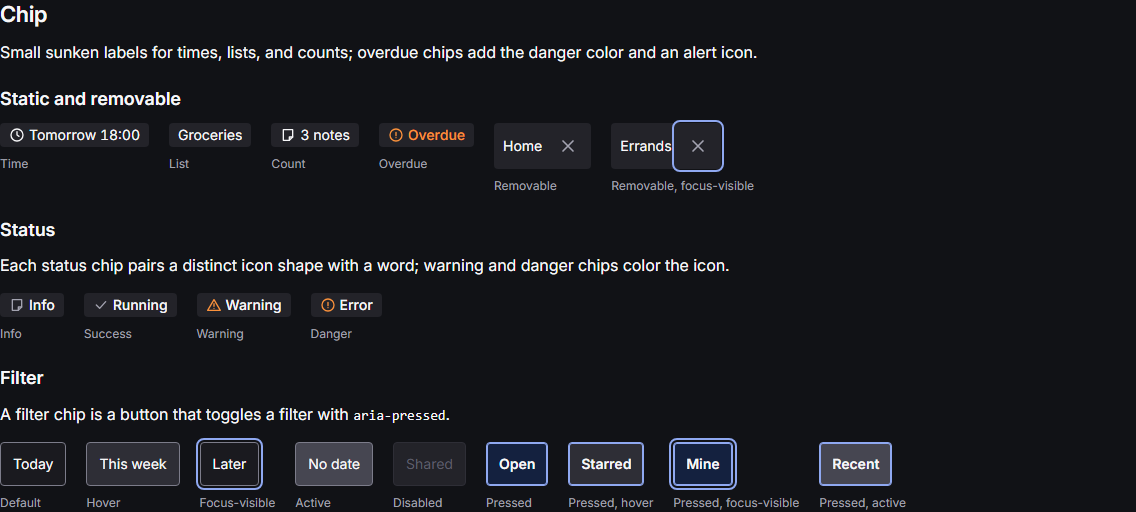 Chip
Small sunken labels for times, lists, and counts; overdue chips add the danger color and an alert icon.
Static and removable
Tomorrow 18:00 Groceries 3 notes Overdue Home Errands
Time List Count Overdue Removable Removable, focus-visible
Status
Each status chip pairs a distinct icon shape with a word; warning and danger chips color the icon.
Info Running Warning Error
Info Success Warning Danger
Filter
A filter chip is a button that toggles a filter with aria-pressed.
Today This week Later No date Shared Open Starred Mine Recent
Default Hover Focus-visible Active Disabled Pressed Pressed, hover Pressed, focus-visible Pressed, active